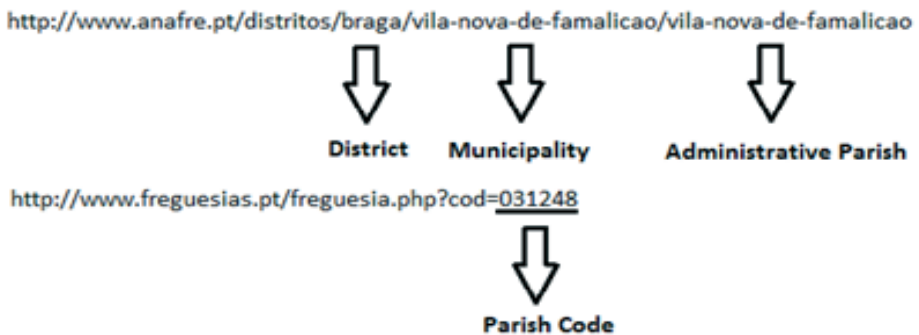 http://www.anafre.pt/distritos/braga/vila-nova-de-famalicao/vila-nova-de-famalicao
District Municipality Administrative Parish
http://www.freguesias.pt/freguesia.php?cod=031248
Parish Code